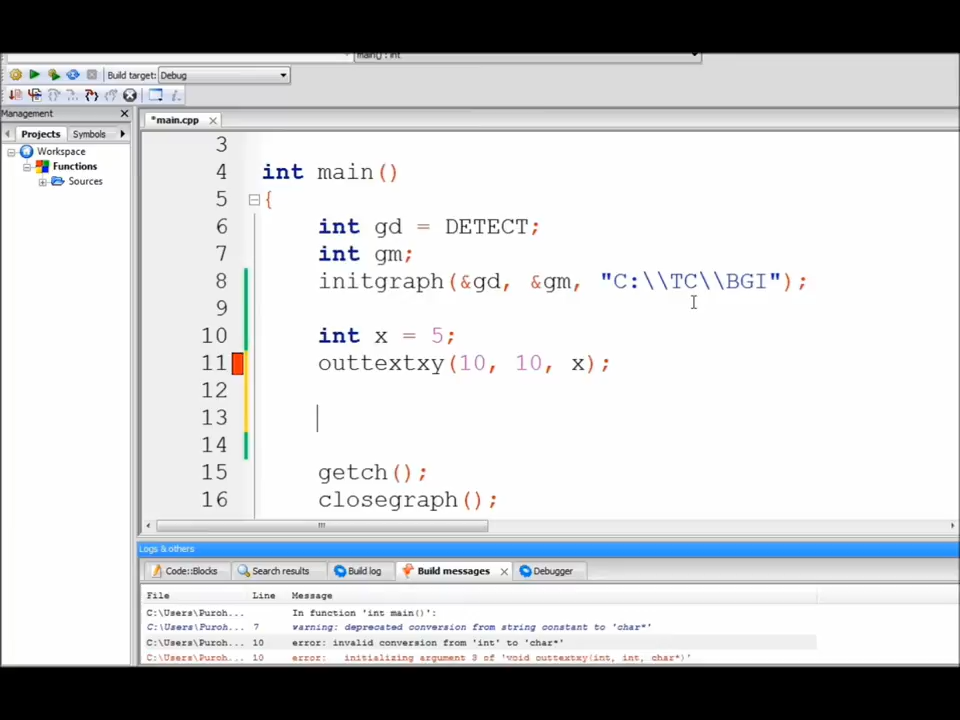 main() : int
Build target: Debug
Management
*main.cpp
Projects Symbols
Workspace
Functions
Sources
3
4 int main()
5 {
6 int gd = DETECT;
7 int gm;
8 initgraph(&gd, &gm, "C:\\TC\\BGI");
9
10 int x = 5;
11 outtextxy(10, 10, x);
12
13
14
15 getch();
16 closegraph();
Logs & others
Code::Blocks Search results Build log Build messages Debugger
File Line Message
C:\Users\Puroh... In function 'int main()':
C:\Users\Puroh... 7 warning: deprecated conversion from string constant to 'char*'
C:\Users\Puroh... 10 error: invalid conversion from 'int' to 'char*'
C:\Users\Puroh... 10 error: initializing argument 3 of 'void outtextxy(int, int, char*)'